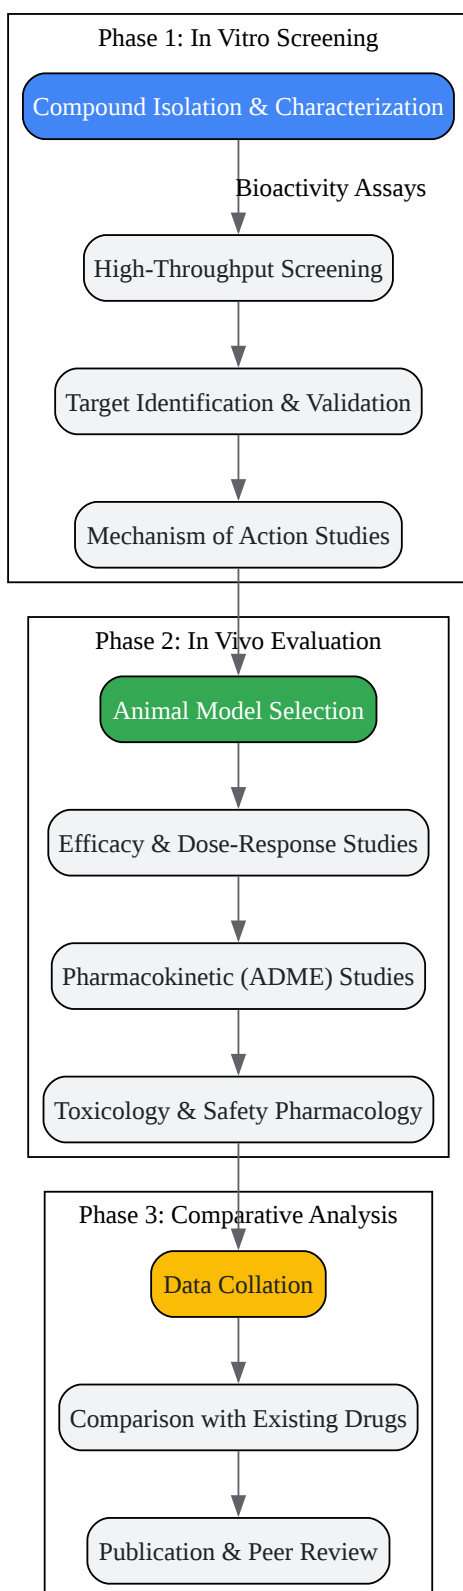 Phase 1: In Vitro Screening
Compound Isolation & Characterization
Bioactivity Assays
High-Throughput Screening
Target Identification & Validation
Mechanism of Action Studies
Phase 2: In Vivo Evaluation
Animal Model Selection
Efficacy & Dose-Response Studies
Pharmacokinetic (ADME) Studies
Toxicology & Safety Pharmacology
Phase 3: Comparative Analysis
Data Collation
Comparison with Existing Drugs
Publication & Peer Review